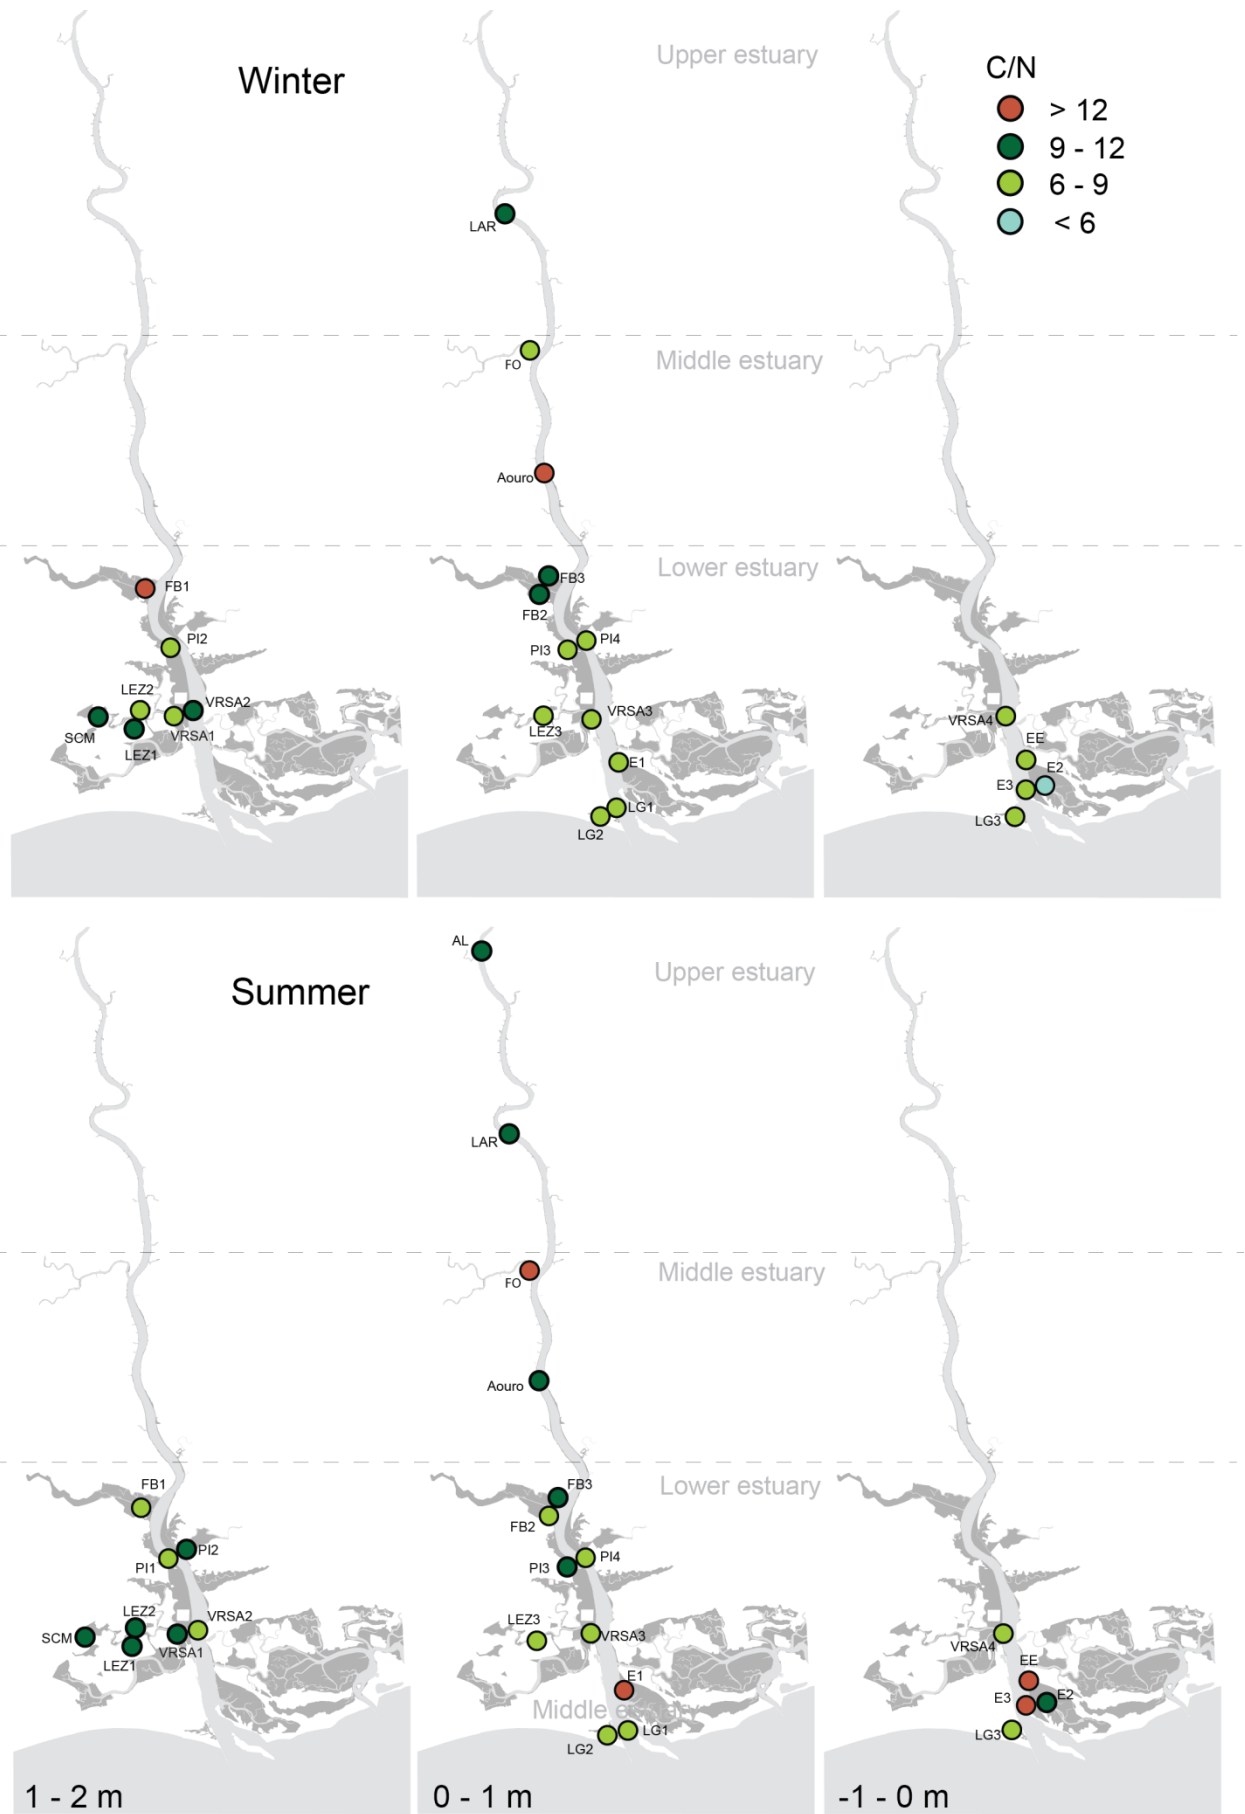 Winter
Upper estuary
C/N
> 12
9 - 12
6 - 9
< 6
LAR
FO
Middle estuary
Aouro
Lower estuary
FB1
PI2
LEZ2
VRSA2
SCM
LEZ1
VRSA1
FB3
FB2
PI4
PI3
VRSA3
LEZ3
E1
LG1
LG2
VRSA4
EE
E2
E3
LG3
Summer
AL
Upper estuary
LAR
FO
Middle estuary
Aouro
Lower estuary
FB1
PI2
PI1
LEZ2
VRSA2
SCM
LEZ1
VRSA1
FB3
FB2
PI4
PI3
LEZ3
VRSA3
E1
Middle estuary
LG1
LG2
VRSA4
EE
E3
E2
LG3
1 - 2 m
0 - 1 m
-1 - 0 m